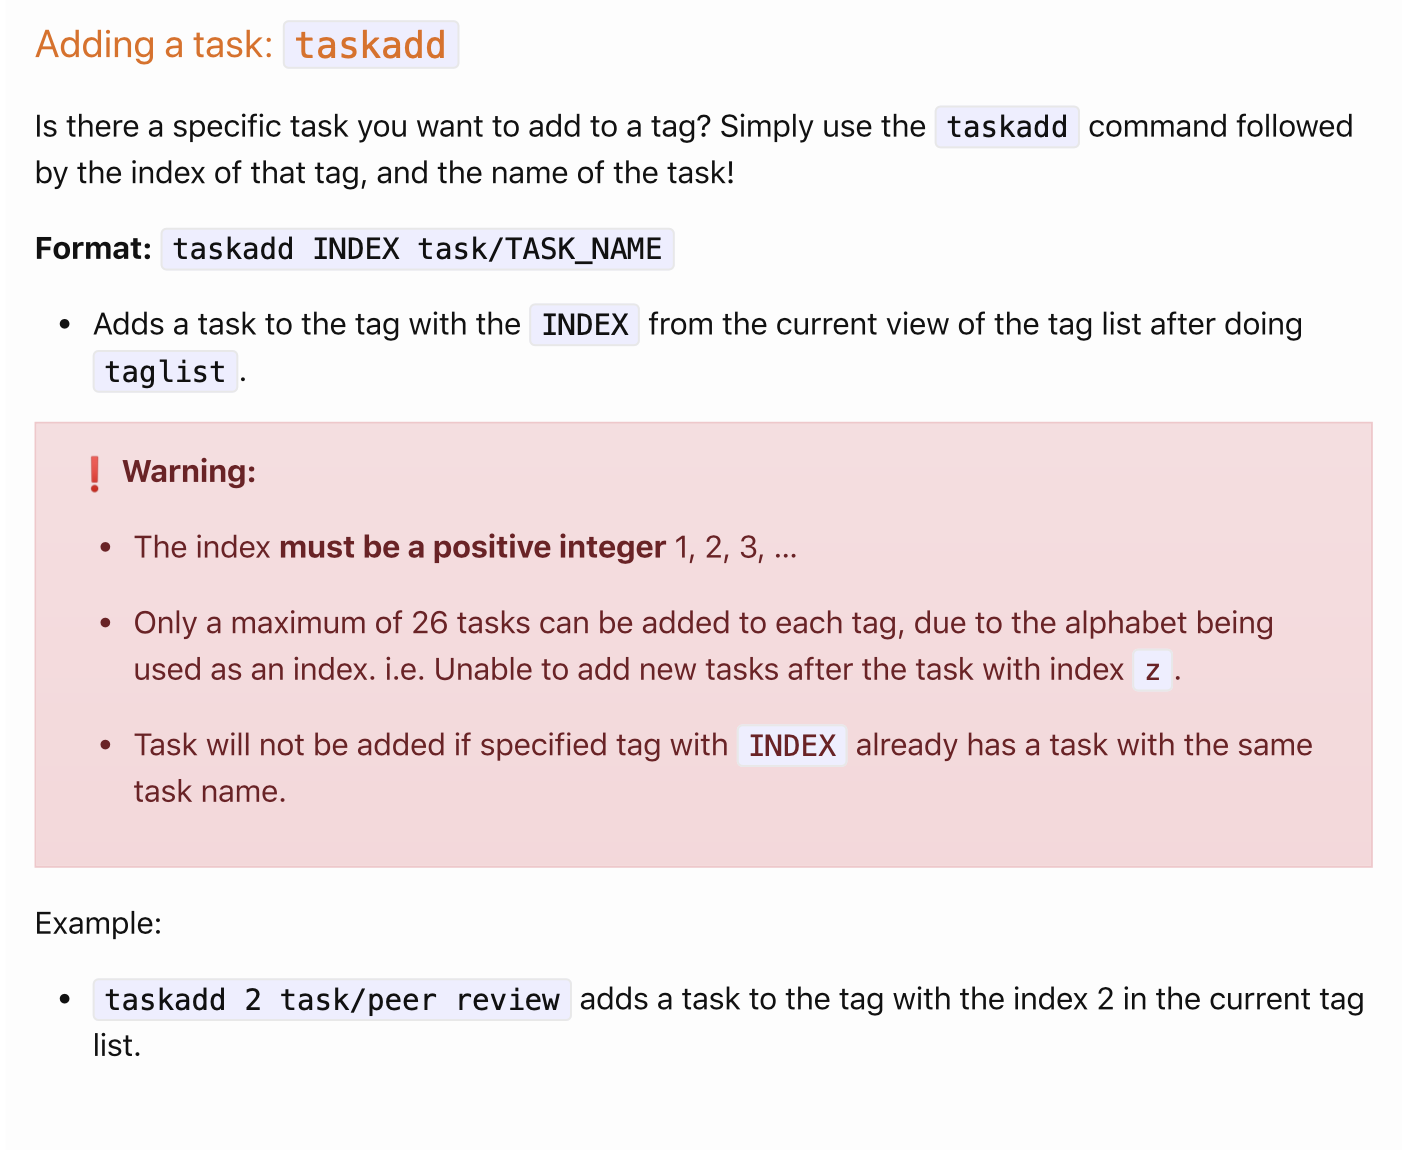 Adding a task: taskadd
Is there a specific task you want to add to a tag? Simply use the taskadd command followed
by the index of that tag, and the name of the task!
Format: taskadd INDEX task/TASK_NAME
• Adds a task to the tag with the INDEX from the current view of the tag list after doing
taglist.
❗ Warning:
• The index must be a positive integer 1, 2, 3, …
• Only a maximum of 26 tasks can be added to each tag, due to the alphabet being
used as an index. i.e. Unable to add new tasks after the task with index z.
• Task will not be added if specified tag with INDEX already has a task with the same
task name.
Example:
• taskadd 2 task/peer review adds a task to the tag with the index 2 in the current tag
list.